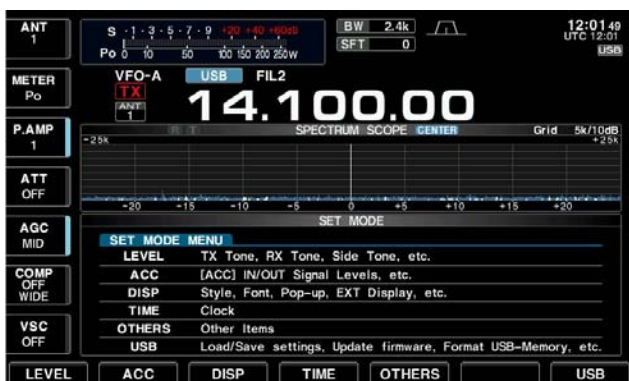 ANT
1
METER
Po
P.AMP
1
ATT
OFF
AGC
MID
COMP
OFF
WIDE
VSC
OFF
S 1 3 5 7 9 +20 +40 +60dB
Po 0 10 50 100 150 200 250W
BW 2.4k
SFT 0
12:01 49
UTC 12:01
USB
VFO-A USB FIL2
TX
ANT
1
14.100.00
R T SPECTRUM SCOPE CENTER Grid 5k/10dB
-25k +25k
-20 -15 -10 -5 0 +5 +10 +15 +20
SET MODE
SET MODE MENU
LEVEL TX Tone, RX Tone, Side Tone, etc.
ACC [ACC] IN/OUT Signal Levels, etc.
DISP Style, Font, Pop-up, EXT Display, etc.
TIME Clock
OTHERS Other Items
USB Load/Save settings, Update firmware, Format USB-Memory, etc.
LEVEL ACC DISP TIME OTHERS USB